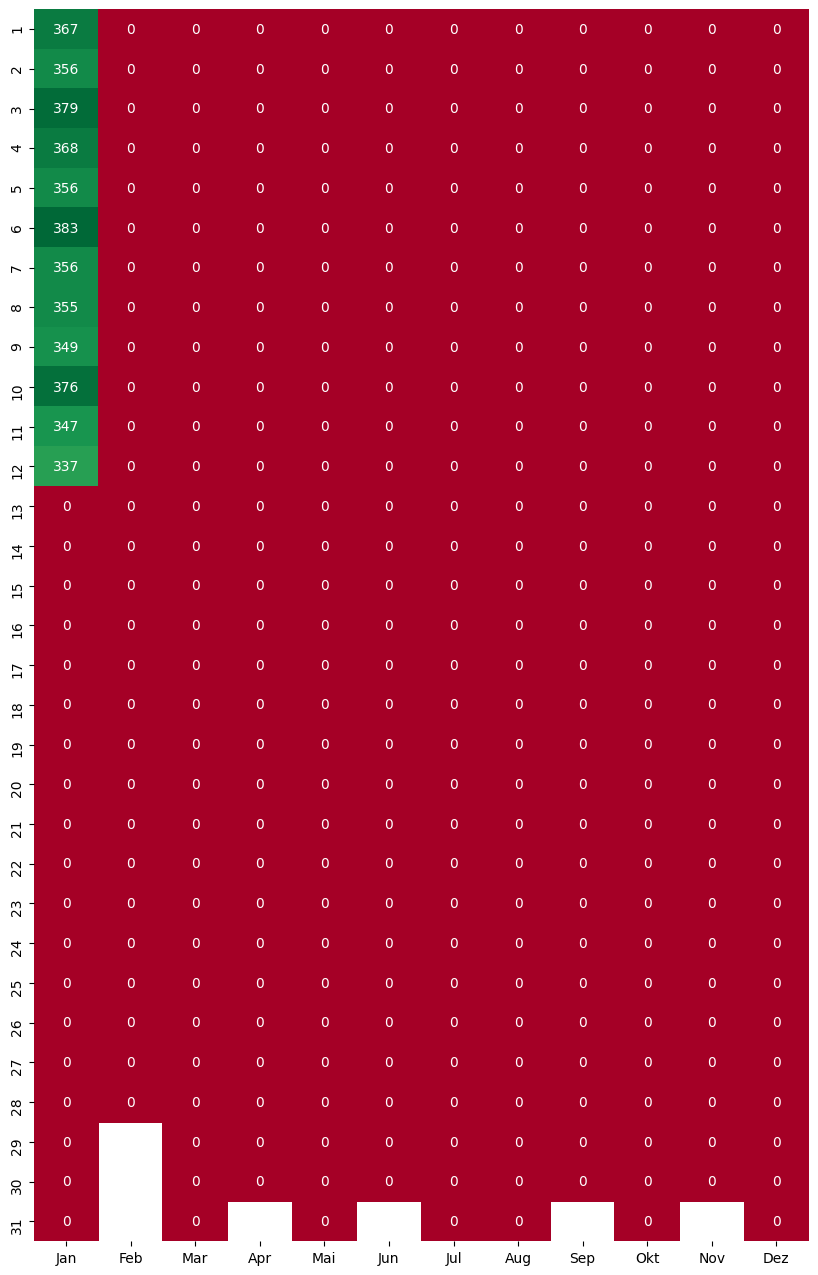 1 367 0 0 0 0 0 0 0 0 0 0 0
2 356 0 0 0 0 0 0 0 0 0 0 0
3 379 0 0 0 0 0 0 0 0 0 0 0
4 368 0 0 0 0 0 0 0 0 0 0 0
5 356 0 0 0 0 0 0 0 0 0 0 0
6 383 0 0 0 0 0 0 0 0 0 0 0
7 356 0 0 0 0 0 0 0 0 0 0 0
8 355 0 0 0 0 0 0 0 0 0 0 0
9 349 0 0 0 0 0 0 0 0 0 0 0
10 376 0 0 0 0 0 0 0 0 0 0 0
11 347 0 0 0 0 0 0 0 0 0 0 0
12 337 0 0 0 0 0 0 0 0 0 0 0
13 0 0 0 0 0 0 0 0 0 0 0 0
14 0 0 0 0 0 0 0 0 0 0 0 0
15 0 0 0 0 0 0 0 0 0 0 0 0
16 0 0 0 0 0 0 0 0 0 0 0 0
17 0 0 0 0 0 0 0 0 0 0 0 0
18 0 0 0 0 0 0 0 0 0 0 0 0
19 0 0 0 0 0 0 0 0 0 0 0 0
20 0 0 0 0 0 0 0 0 0 0 0 0
21 0 0 0 0 0 0 0 0 0 0 0 0
22 0 0 0 0 0 0 0 0 0 0 0 0
23 0 0 0 0 0 0 0 0 0 0 0 0
24 0 0 0 0 0 0 0 0 0 0 0 0
25 0 0 0 0 0 0 0 0 0 0 0 0
26 0 0 0 0 0 0 0 0 0 0 0 0
27 0 0 0 0 0 0 0 0 0 0 0 0
28 0 0 0 0 0 0 0 0 0 0 0 0
29 0 0 0 0 0 0 0 0 0 0 0
30 0 0 0 0 0 0 0 0 0 0 0
31 0 0 0 0 0 0 0
Jan Feb Mar Apr Mai Jun Jul Aug Sep Okt Nov Dez